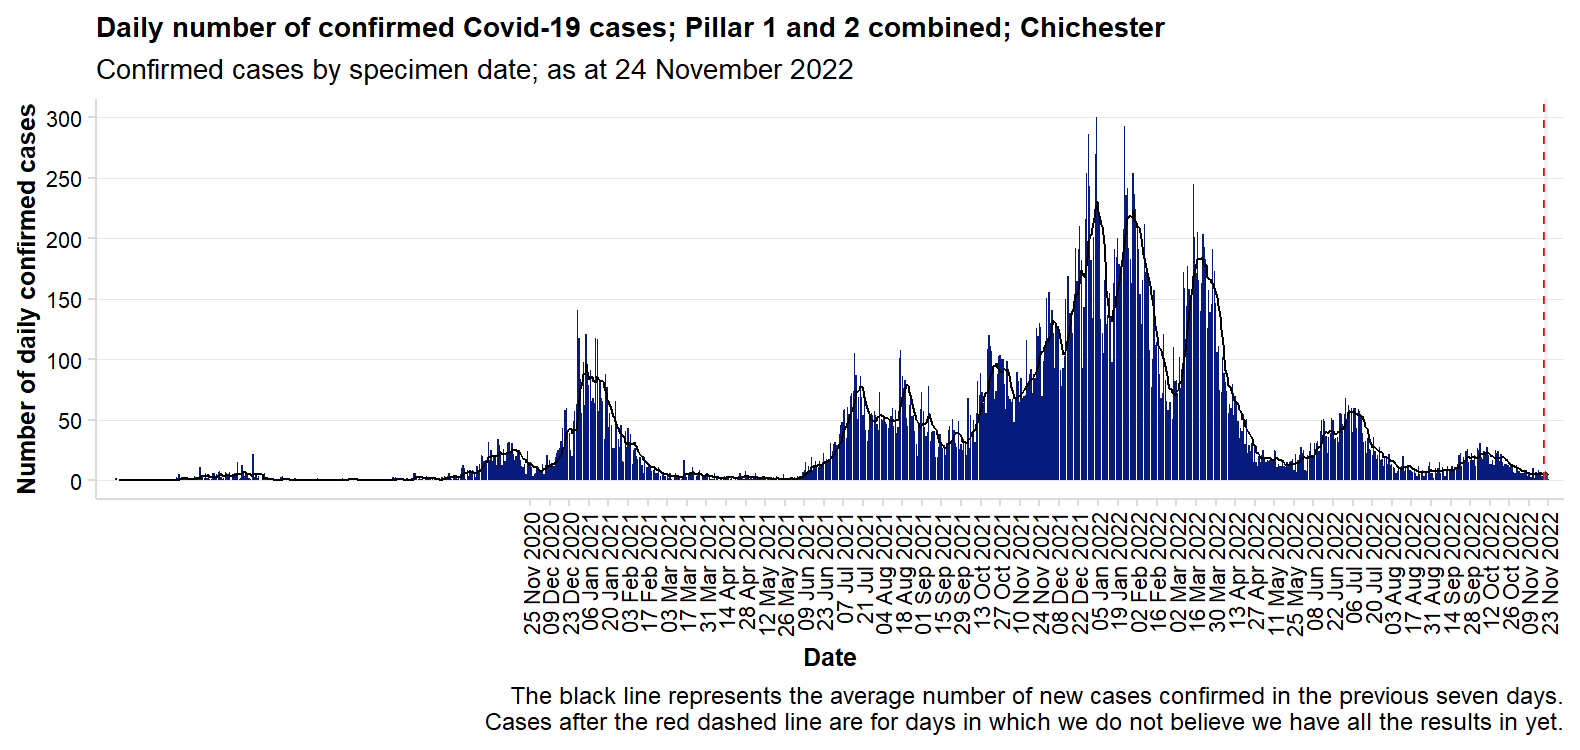 Daily number of confirmed Covid-19 cases; Pillar 1 and 2 combined; Chichester
Confirmed cases by specimen date; as at 24 November 2022
Number of daily confirmed cases
300
250
200
150
100
50
0
25 Nov 2020
09 Dec 2020
23 Dec 2020
06 Jan 2021
20 Jan 2021
03 Feb 2021
17 Feb 2021
03 Mar 2021
17 Mar 2021
31 Mar 2021
14 Apr 2021
28 Apr 2021
12 May 2021
26 May 2021
09 Jun 2021
23 Jun 2021
07 Jul 2021
21 Jul 2021
04 Aug 2021
18 Aug 2021
01 Sep 2021
15 Sep 2021
29 Sep 2021
13 Oct 2021
27 Oct 2021
10 Nov 2021
24 Nov 2021
08 Dec 2021
22 Dec 2021
05 Jan 2022
19 Jan 2022
02 Feb 2022
16 Feb 2022
02 Mar 2022
16 Mar 2022
30 Mar 2022
13 Apr 2022
27 Apr 2022
11 May 2022
25 May 2022
08 Jun 2022
22 Jun 2022
06 Jul 2022
20 Jul 2022
03 Aug 2022
17 Aug 2022
31 Aug 2022
14 Sep 2022
28 Sep 2022
12 Oct 2022
26 Oct 2022
09 Nov 2022
23 Nov 2022
Date
The black line represents the average number of new cases confirmed in the previous seven days.
Cases after the red dashed line are for days in which we do not believe we have all the results in yet.